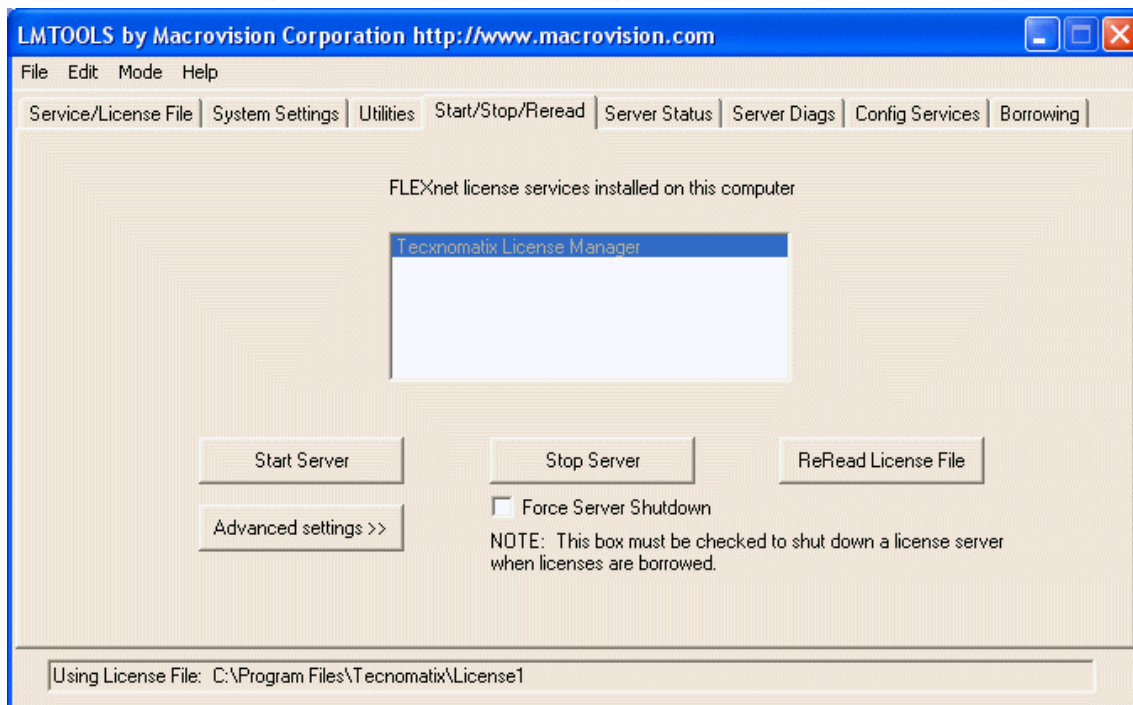 LMTOOLS by Macrovision Corporation http://www.macrovision.com
File Edit Mode Help
Service/License File System Settings Utilities Start/Stop/Reread Server Status Server Diags Config Services Borrowing
FLEXnet license services installed on this computer
Tecxnomatix License Manager
Start Server Stop Server ReRead License File
Advanced settings >> Force Server Shutdown
NOTE: This box must be checked to shut down a license server
when licenses are borrowed.
Using License File: C:\Program Files\Tecnomatix\License1